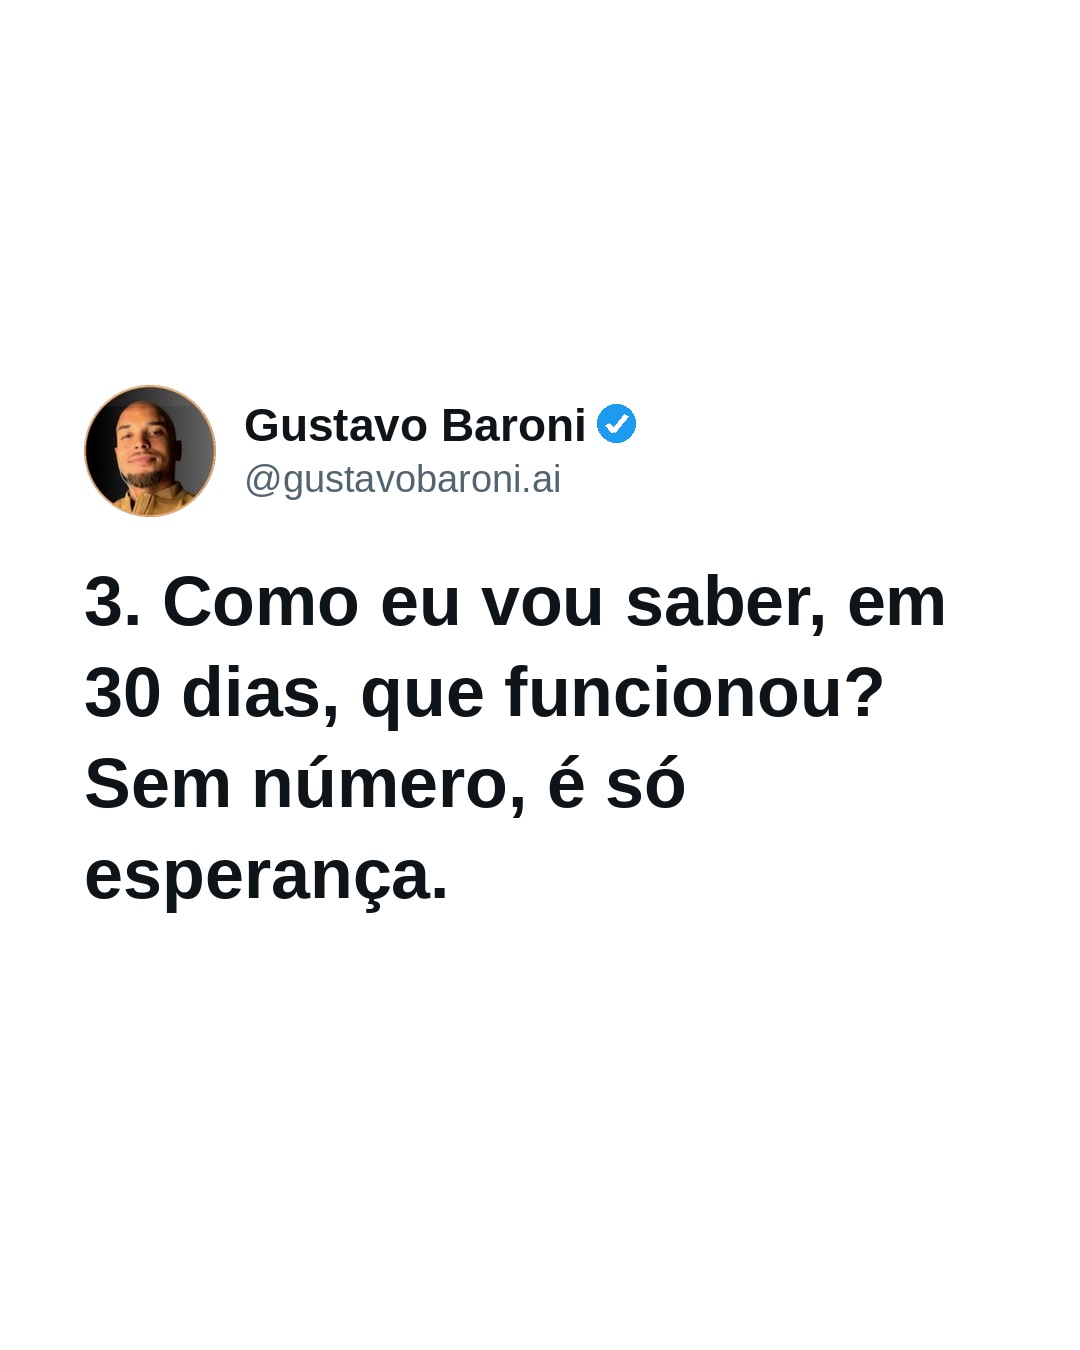 Gustavo Baroni
@gustavobaroni.ai
3. Como eu vou saber, em
30 dias, que funcionou?
Sem número, é só
esperança.